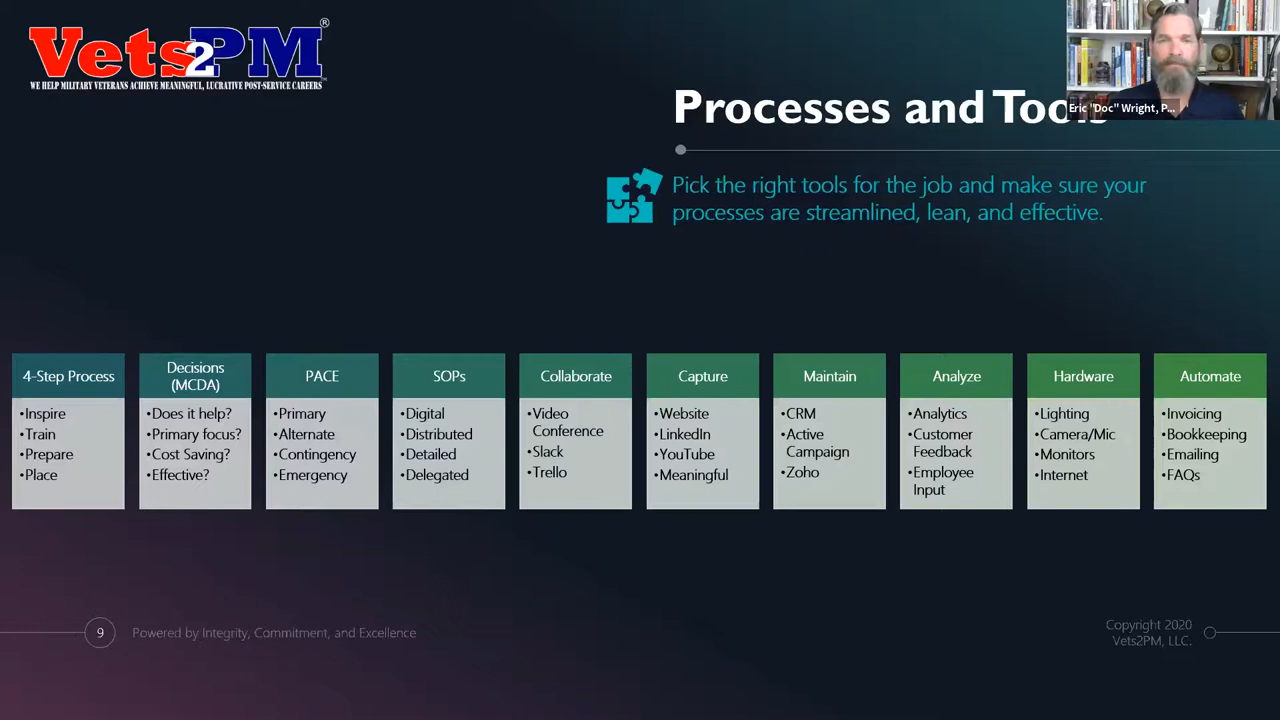 Vets2PM®
WE HELP MILITARY VETERANS ACHIEVE MEANINGFUL, LUCRATIVE POST-SERVICE CAREERS
Eric "Doc" Wright, P...
Processes and Tools
Pick the right tools for the job and make sure your
processes are streamlined, lean, and effective.
4-Step Process
•Inspire
•Train
•Prepare
•Place
Decisions
(MCDA)
•Does it help?
•Primary focus?
•Cost Saving?
•Effective?
PACE
•Primary
•Alternate
•Contingency
•Emergency
SOPs
•Digital
•Distributed
•Detailed
•Delegated
Collaborate
•Video
Conference
•Slack
•Trello
Capture
•Website
•LinkedIn
•YouTube
•Meaningful
Maintain
•CRM
•Active
Campaign
•Zoho
Analyze
•Analytics
•Customer
Feedback
•Employee
Input
Hardware
•Lighting
•Camera/Mic
•Monitors
•Internet
Automate
•Invoicing
•Bookkeeping
•Emailing
•FAQs
9
Powered by Integrity, Commitment, and Excellence
Copyright 2020
Vets2PM, LLC.